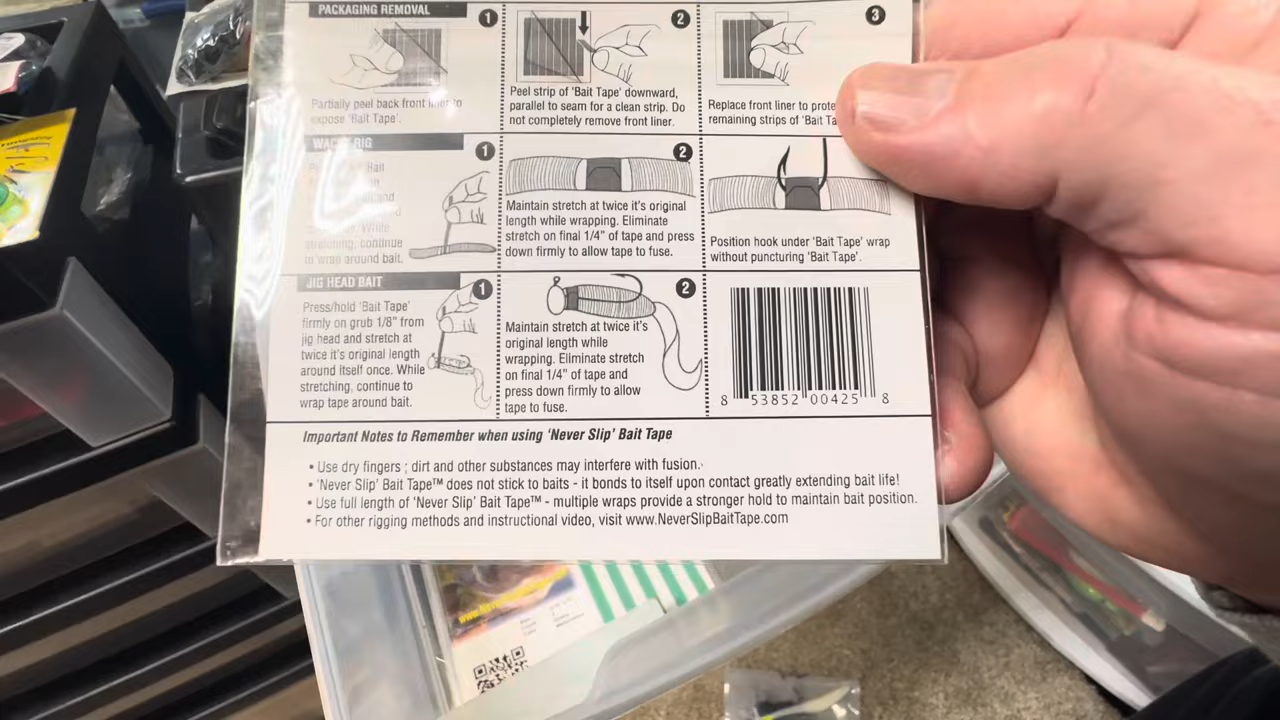 PACKAGING REMOVAL
1
Partially peel back front liner to
expose 'Bait Tape'.
2
Peel strip of 'Bait Tape' downward,
parallel to seam for a clean strip. Do
not completely remove front liner.
3
Replace front liner to
remaining strips of 'Bait
WACKY RIG
1
Bait
While
stretching, continue
to wrap around bait.
2
Maintain stretch at twice it's original
length while wrapping. Eliminate
stretch on final 1/4" of tape and press
down firmly to allow tape to fuse.
Position hook under 'Bait Tape' wrap
without puncturing 'Bait Tape'.
JIG HEAD BAIT
1
Press/hold 'Bait Tape'
firmly on grub 1/8" from
jig head and stretch at
twice it's original length
around itself once. While
stretching, continue to
wrap tape around bait.
2
Maintain stretch at twice it's
original length while
wrapping. Eliminate stretch
on final 1/4" of tape and
press down firmly to allow
tape to fuse.
8 53852 00425 8
Important Notes to Remember when using 'Never Slip' Bait Tape
• Use dry fingers ; dirt and other substances may interfere with fusion.
• 'Never Slip' Bait Tape™ does not stick to baits - it bonds to itself upon contact greatly extending bait life!
• Use full length of 'Never Slip' Bait Tape™ - multiple wraps provide a stronger hold to maintain bait position.
• For other rigging methods and instructional video, visit www.NeverSlipBaitTape.com